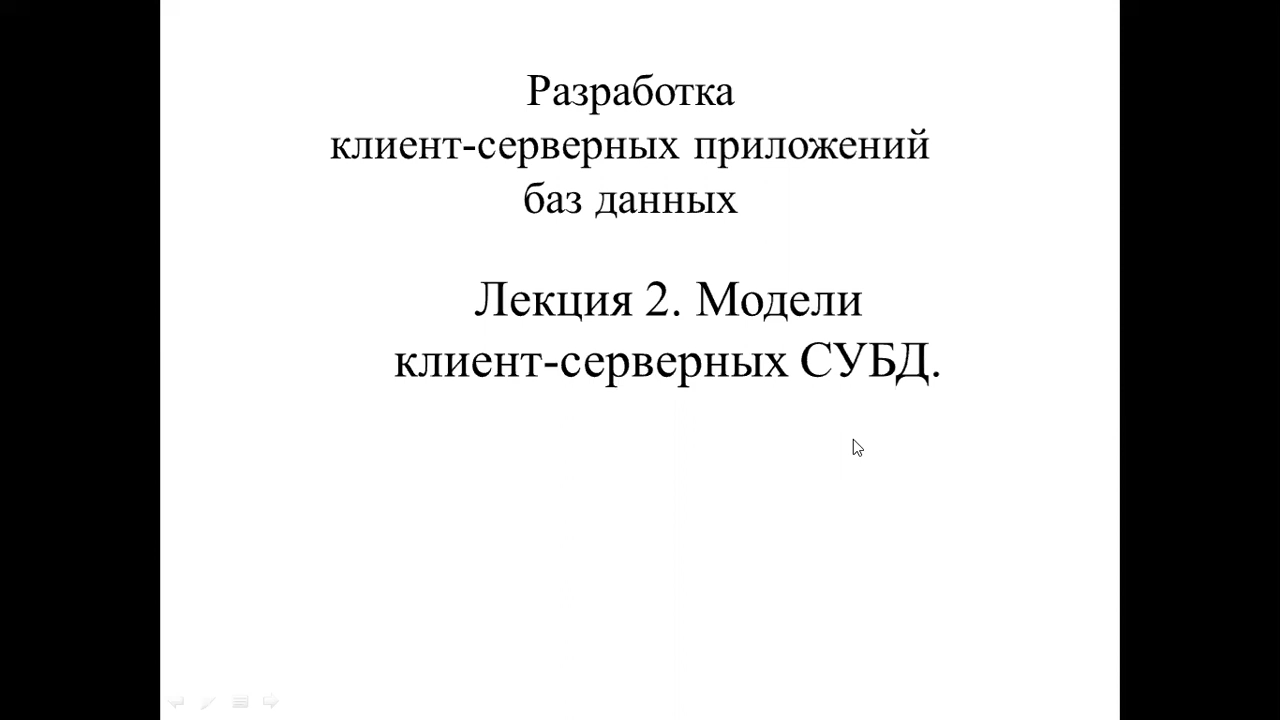 Разработка
клиент-серверных приложений
баз данных
Лекция 2. Модели
клиент-серверных СУБД.